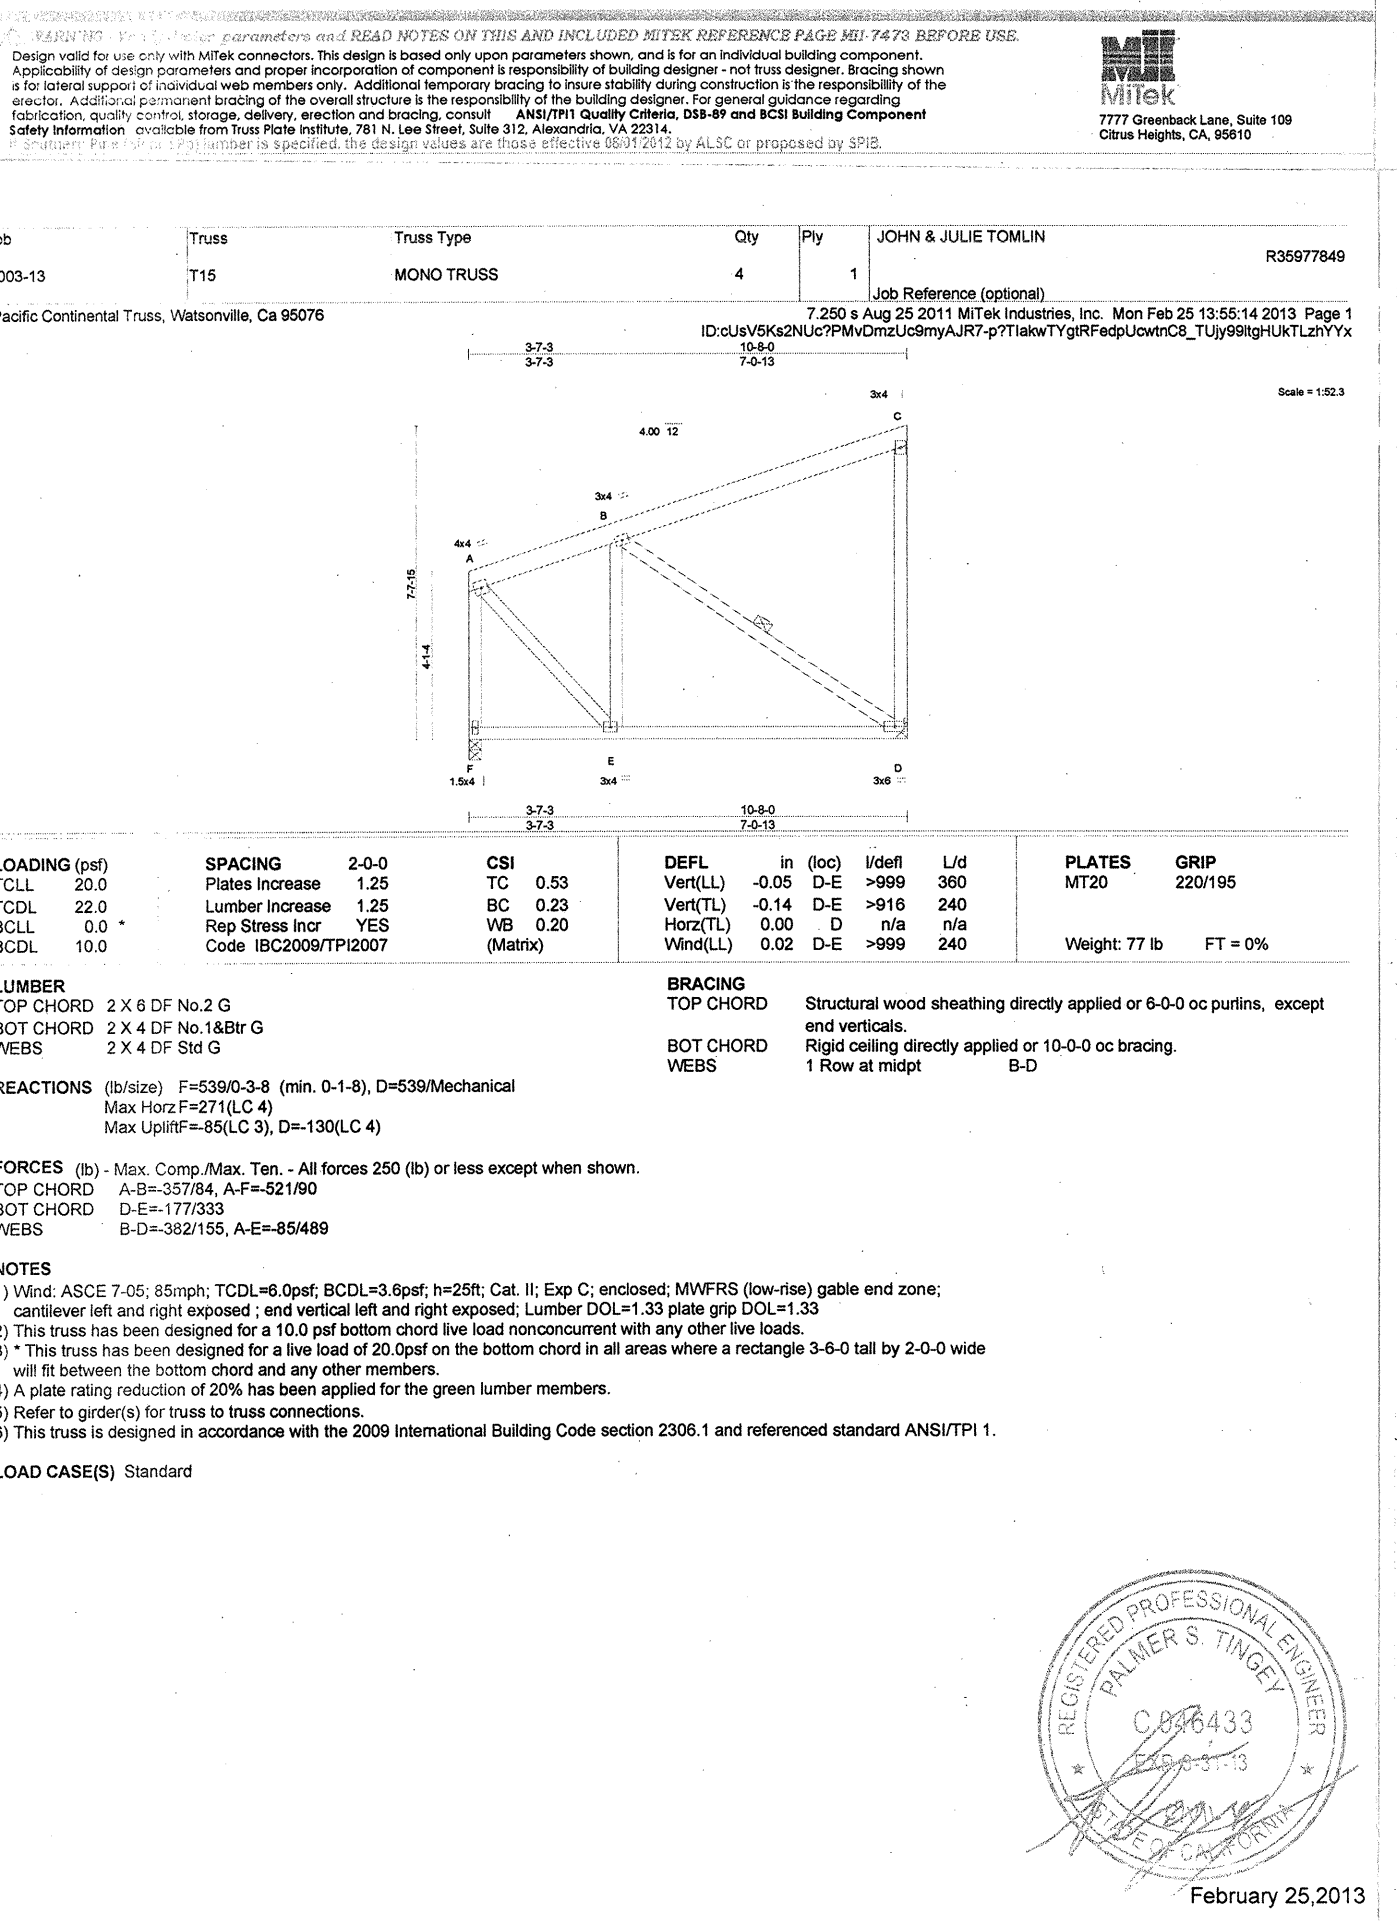 WARNING - parameters and READ NOTES ON THIS AND INCLUDED MITEK REFERENCE PAGE MII-7473 BEFORE USE.
Design valid for use only with MiTek connectors. This design is based only upon parameters shown, and is for an individual building component.
Applicability of design parameters and proper incorporation of component is responsibility of building designer - not truss designer. Bracing shown
is for lateral support of individual web members only. Additional temporary bracing to insure stability during construction is the responsibility of the
erector. Additional permanent bracing of the overall structure is the responsibility of the building designer. For general guidance regarding
fabrication, quality control, storage, delivery, erection and bracing, consult ANSI/TPI1 Quality Criteria, DSB-89 and BCSI Building Component
Safety Information available from Truss Plate Institute, 781 N. Lee Street, Suite 312, Alexandria, VA 22314.
lumber is specified, the design values are those effective 06/01/2012 by ALSC or proposed by SPIB.
MiTek
7777 Greenback Lane, Suite 109
Citrus Heights, CA, 95610
ob Truss Truss Type Qty Ply JOHN & JULIE TOMLIN
R35977849
003-13 T15 MONO TRUSS 4 1
Job Reference (optional)
acific Continental Truss, Watsonville, Ca 95076 7.250 s Aug 25 2011 MiTek Industries, Inc. Mon Feb 25 13:55:14 2013 Page 1
ID:cUsV5Ks2NUc?PMvDmzUc9myAJR7-p?TIakwTYgtRFedpUcwtnC8_TUjy99ItgHUkTLzhYYx
3-7-3 10-8-0
3-7-3 7-0-13
Scale = 1:52.3
3x4
C
4.00 12
3x4
B
4x4
A
7-7-15
4-1-4
F E D
1.5x4 3x4 3x6
3-7-3 10-8-0
3-7-3 7-0-13
LOADING (psf) SPACING 2-0-0 CSI DEFL in (loc) l/defl L/d PLATES GRIP
TCLL 20.0 Plates Increase 1.25 TC 0.53 Vert(LL) -0.05 D-E >999 360 MT20 220/195
TCDL 22.0 Lumber Increase 1.25 BC 0.23 Vert(TL) -0.14 D-E >916 240
BCLL 0.0 * Rep Stress Incr YES WB 0.20 Horz(TL) 0.00 D n/a n/a
BCDL 10.0 Code IBC2009/TPI2007 (Matrix) Wind(LL) 0.02 D-E >999 240 Weight: 77 lb FT = 0%
LUMBER
TOP CHORD 2 X 6 DF No.2 G
BOT CHORD 2 X 4 DF No.1&Btr G
WEBS 2 X 4 DF Std G
BRACING
TOP CHORD Structural wood sheathing directly applied or 6-0-0 oc purlins, except
end verticals.
BOT CHORD Rigid ceiling directly applied or 10-0-0 oc bracing.
WEBS 1 Row at midpt B-D
REACTIONS (lb/size) F=539/0-3-8 (min. 0-1-8), D=539/Mechanical
Max Horz F=271(LC 4)
Max UpliftF=-85(LC 3), D=-130(LC 4)
FORCES (lb) - Max. Comp./Max. Ten. - All forces 250 (lb) or less except when shown.
TOP CHORD A-B=-357/84, A-F=-521/90
BOT CHORD D-E=-177/333
WEBS B-D=-382/155, A-E=-85/489
NOTES
) Wind: ASCE 7-05; 85mph; TCDL=6.0psf; BCDL=3.6psf; h=25ft; Cat. II; Exp C; enclosed; MWFRS (low-rise) gable end zone;
cantilever left and right exposed ; end vertical left and right exposed; Lumber DOL=1.33 plate grip DOL=1.33
2) This truss has been designed for a 10.0 psf bottom chord live load nonconcurrent with any other live loads.
3) * This truss has been designed for a live load of 20.0psf on the bottom chord in all areas where a rectangle 3-6-0 tall by 2-0-0 wide
will fit between the bottom chord and any other members.
4) A plate rating reduction of 20% has been applied for the green lumber members.
5) Refer to girder(s) for truss to truss connections.
6) This truss is designed in accordance with the 2009 International Building Code section 2306.1 and referenced standard ANSI/TPI 1.
LOAD CASE(S) Standard
REGISTERED PROFESSIONAL ENGINEER
PALMER S. TINGEY
C 046433
CIVIL
STATE OF CALIFORNIA
February 25,2013